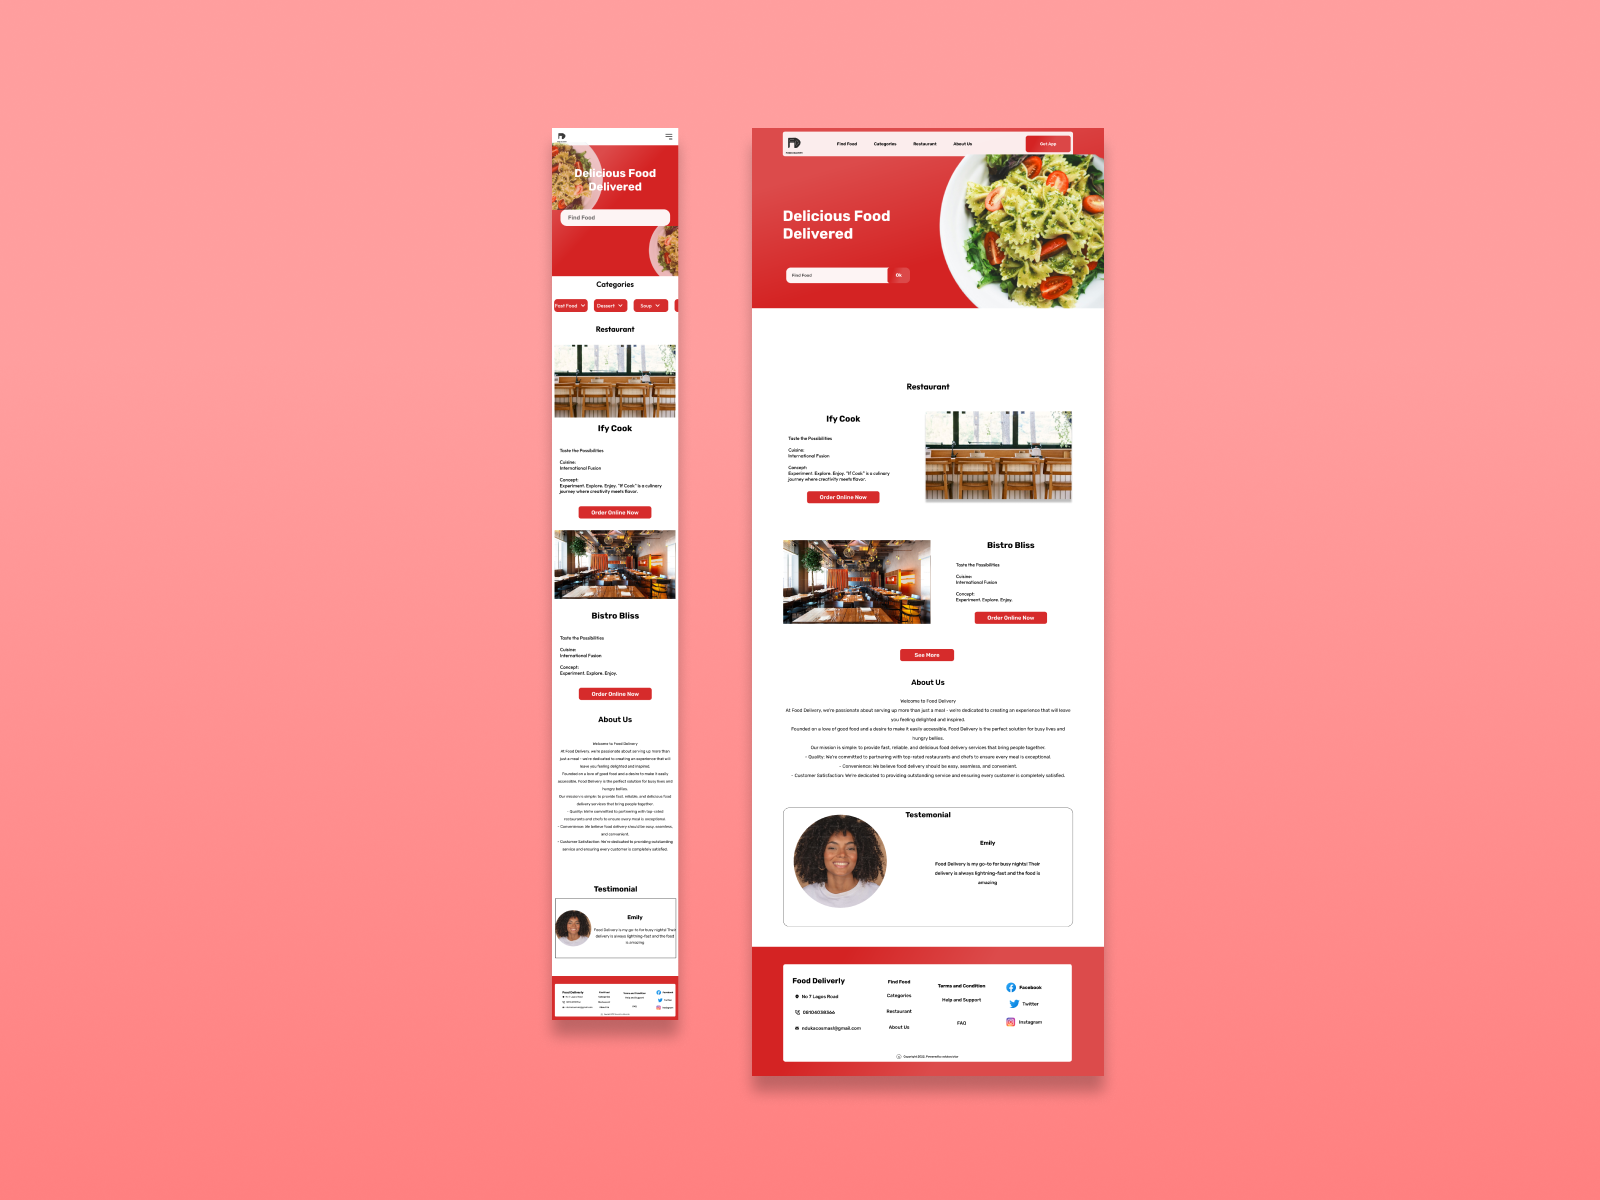 Delicious Food
Delivered
Find Food
Categories
Fast Food
Dessert
Soup
Restaurant
Ify Cook
Taste the Possibilities
Cuisine:
International Fusion
Concept:
Experiment. Explore. Enjoy. "If Cook" is a culinary
journey where creativity meets flavor.
Order Online Now
Bistro Bliss
Taste the Possibilities
Cuisine:
International Fusion
Concept:
Experiment. Explore. Enjoy.
Order Online Now
About Us
Welcome to Food Delivery
At Food Delivery, we're passionate about serving up more than
just a meal - we're dedicated to creating an experience that will
leave you feeling delighted and inspired.
Founded on a love of good food and a desire to make it easily
accessible, Food Delivery is the perfect solution for busy lives and
hungry bellies.
Our mission is simple: to provide fast, reliable, and delicious food
delivery services that bring people together.
- Quality: We're committed to partnering with top-rated
restaurants and chefs to ensure every meal is exceptional.
- Convenience: We believe food delivery should be easy, seamless,
and convenient.
- Customer Satisfaction: We're dedicated to providing outstanding
service and ensuring every customer is completely satisfied.
Testimonial
Emily
Food Delivery is my go-to for busy nights! Their
delivery is always lightning-fast and the food
is amazing
Food Deliverly
Find Food
Terms and Condition
Facebook
No 7 Lagos Road
Categories
Help and Support
Twitter
Restaurant
About Us
FAQ
Instagram
Find Food
Categories
Restaurant
About Us
Get App
Delicious Food
Delivered
Find Food
Ok
Restaurant
Ify Cook
Taste the Possibilities
Cuisine:
International Fusion
Concept:
Experiment. Explore. Enjoy. "If Cook" is a culinary
journey where creativity meets flavor.
Order Online Now
Bistro Bliss
Taste the Possibilities
Cuisine:
International Fusion
Concept:
Experiment. Explore. Enjoy.
Order Online Now
See More
About Us
Welcome to Food Delivery
At Food Delivery, we're passionate about serving up more than just a meal - we're dedicated to creating an experience that will leave
you feeling delighted and inspired.
Founded on a love of good food and a desire to make it easily accessible, Food Delivery is the perfect solution for busy lives and
hungry bellies.
Our mission is simple: to provide fast, reliable, and delicious food delivery services that bring people together.
- Quality: We're committed to partnering with top-rated restaurants and chefs to ensure every meal is exceptional.
- Convenience: We believe food delivery should be easy, seamless, and convenient.
- Customer Satisfaction: We're dedicated to providing outstanding service and ensuring every customer is completely satisfied.
Testemonial
Emily
Food Delivery is my go-to for busy nights! Their
delivery is always lightning-fast and the food is
amazing
Food Deliverly
No 7 Lagos Road
08104038366
ndukacosmas1@gmail.com
Find Food
Categories
Restaurant
About Us
Terms and Condition
Help and Support
FAQ
Facebook
Twitter
Instagram